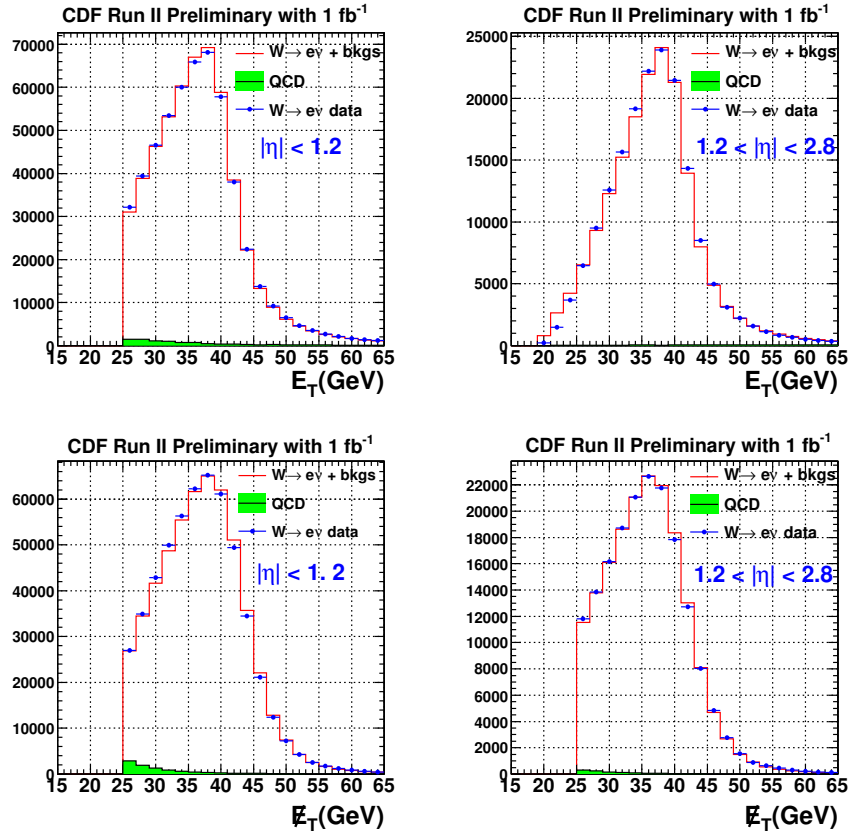 CDF Run II Preliminary with 1 fb⁻¹
W→ eν + bkgs
QCD
W→ eν data
|η| < 1.2
70000
60000
50000
40000
30000
20000
10000
0
15 20 25 30 35 40 45 50 55 60 65
E_T(GeV)
CDF Run II Preliminary with 1 fb⁻¹
W→ eν + bkgs
QCD
W→ eν data
1.2 < |η| < 2.8
25000
20000
15000
10000
5000
0
15 20 25 30 35 40 45 50 55 60 65
E_T(GeV)
CDF Run II Preliminary with 1 fb⁻¹
W→ eν + bkgs
QCD
W→ eν data
|η| < 1. 2
60000
50000
40000
30000
20000
10000
0
15 20 25 30 35 40 45 50 55 60 65
E̸_T(GeV)
CDF Run II Preliminary with 1 fb⁻¹
W→ eν + bkgs
QCD
W→ eν data
1.2 < |η| < 2.8
22000
20000
18000
16000
14000
12000
10000
8000
6000
4000
2000
0
15 20 25 30 35 40 45 50 55 60 65
E̸_T(GeV)